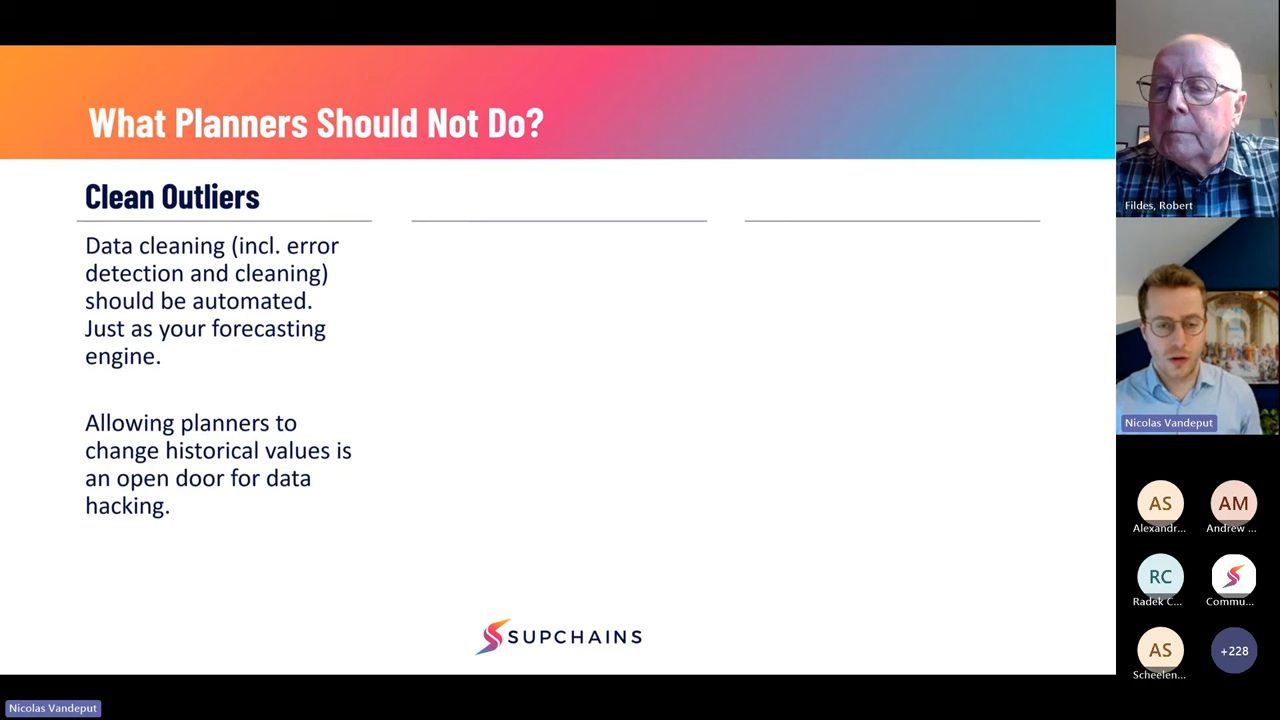 What Planners Should Not Do?
Clean Outliers
Data cleaning (incl. error
detection and cleaning)
should be automated.
Just as your forecasting
engine.
Allowing planners to
change historical values is
an open door for data
hacking.
SUPCHAINS
Fildes, Robert
Nicolas Vandeput
AS
AM
Alexandr...
Andrew ...
RC
Radek C...
Commu...
AS
+228
Scheelen...
Nicolas Vandeput